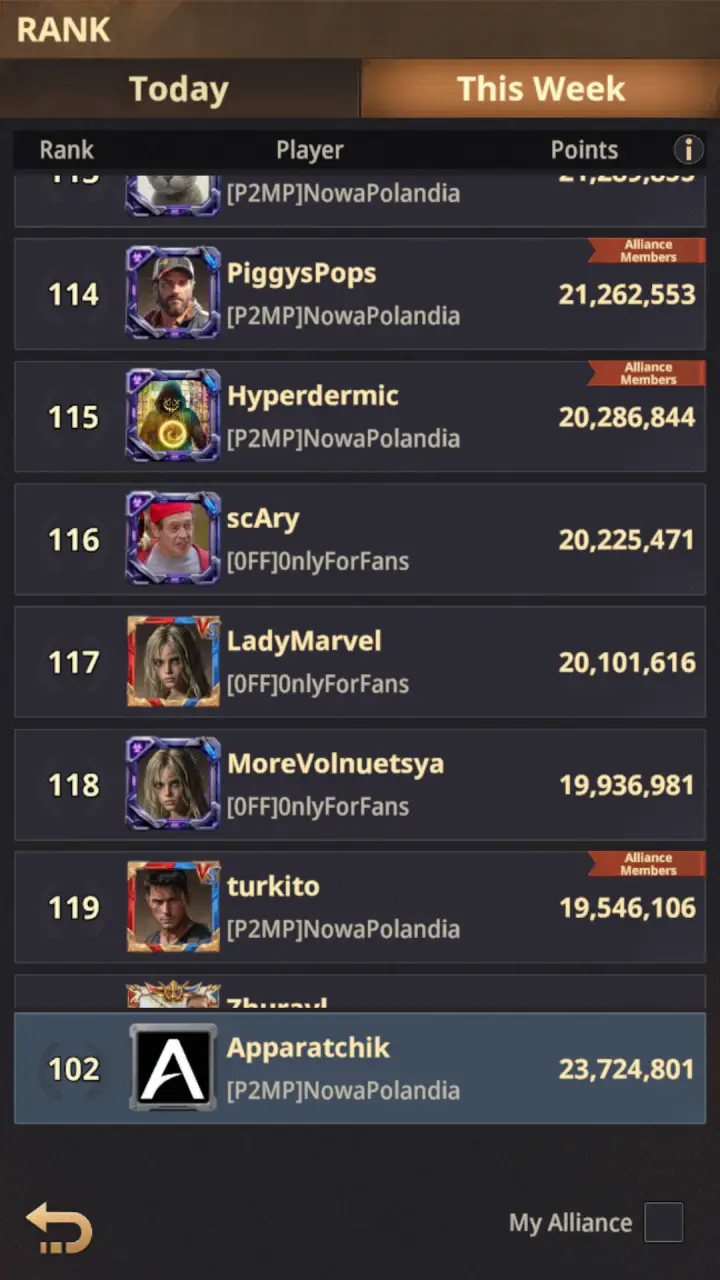 RANK
Today
This Week
Rank
Player
Points
[P2MP]NowaPolandia
114
PiggysPops
[P2MP]NowaPolandia
Alliance
Members
21,262,553
115
Hyperdermic
[P2MP]NowaPolandia
Alliance
Members
20,286,844
116
scAry
[0FF]0nlyForFans
20,225,471
117
LadyMarvel
[0FF]0nlyForFans
20,101,616
118
MoreVolnuetsya
[0FF]0nlyForFans
19,936,981
119
turkito
[P2MP]NowaPolandia
Alliance
Members
19,546,106
102
Apparatchik
[P2MP]NowaPolandia
23,724,801
My Alliance